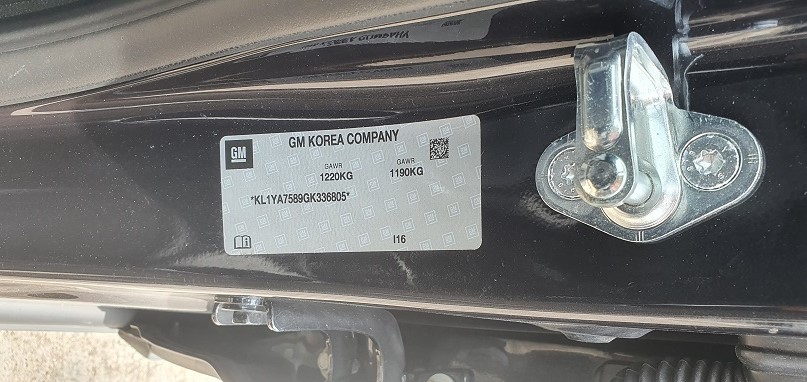 GM
GM KOREA COMPANY
GAWR GAWR
1220KG 1190KG
*KL1YA7589GK336805*
I16